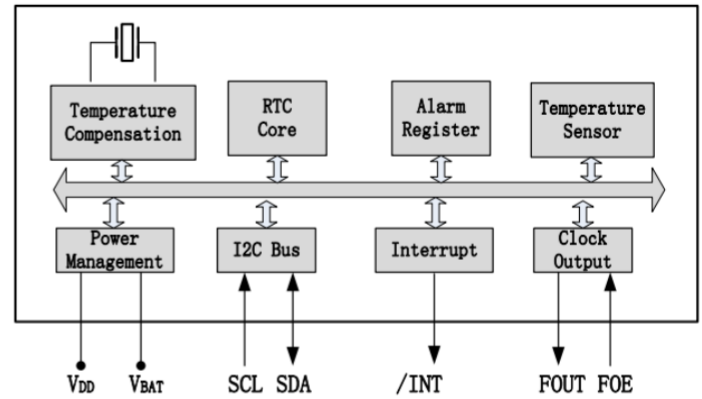 Temperature
Compensation
RTC
Core
Alarm
Register
Temperature
Sensor
Power
Management
I2C Bus
Interrupt
Clock
Output
VDD
VBAT
SCL SDA
/INT
FOUT FOE